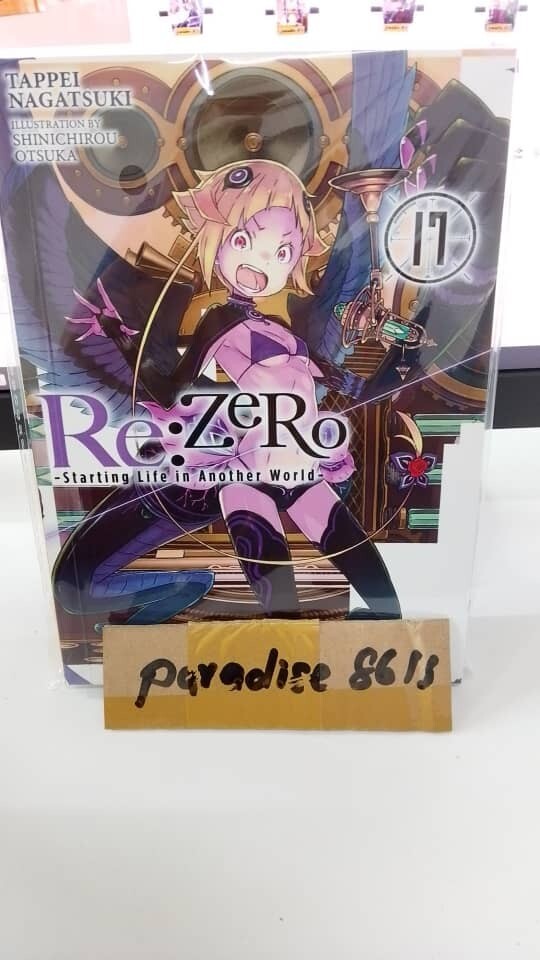 TAPPEI
NAGATSUKI
ILLUSTRATION BY
SHINICHIROU
OTSUKA
17
Re:ZERO
-Starting Life in Another World-
paradise 8613